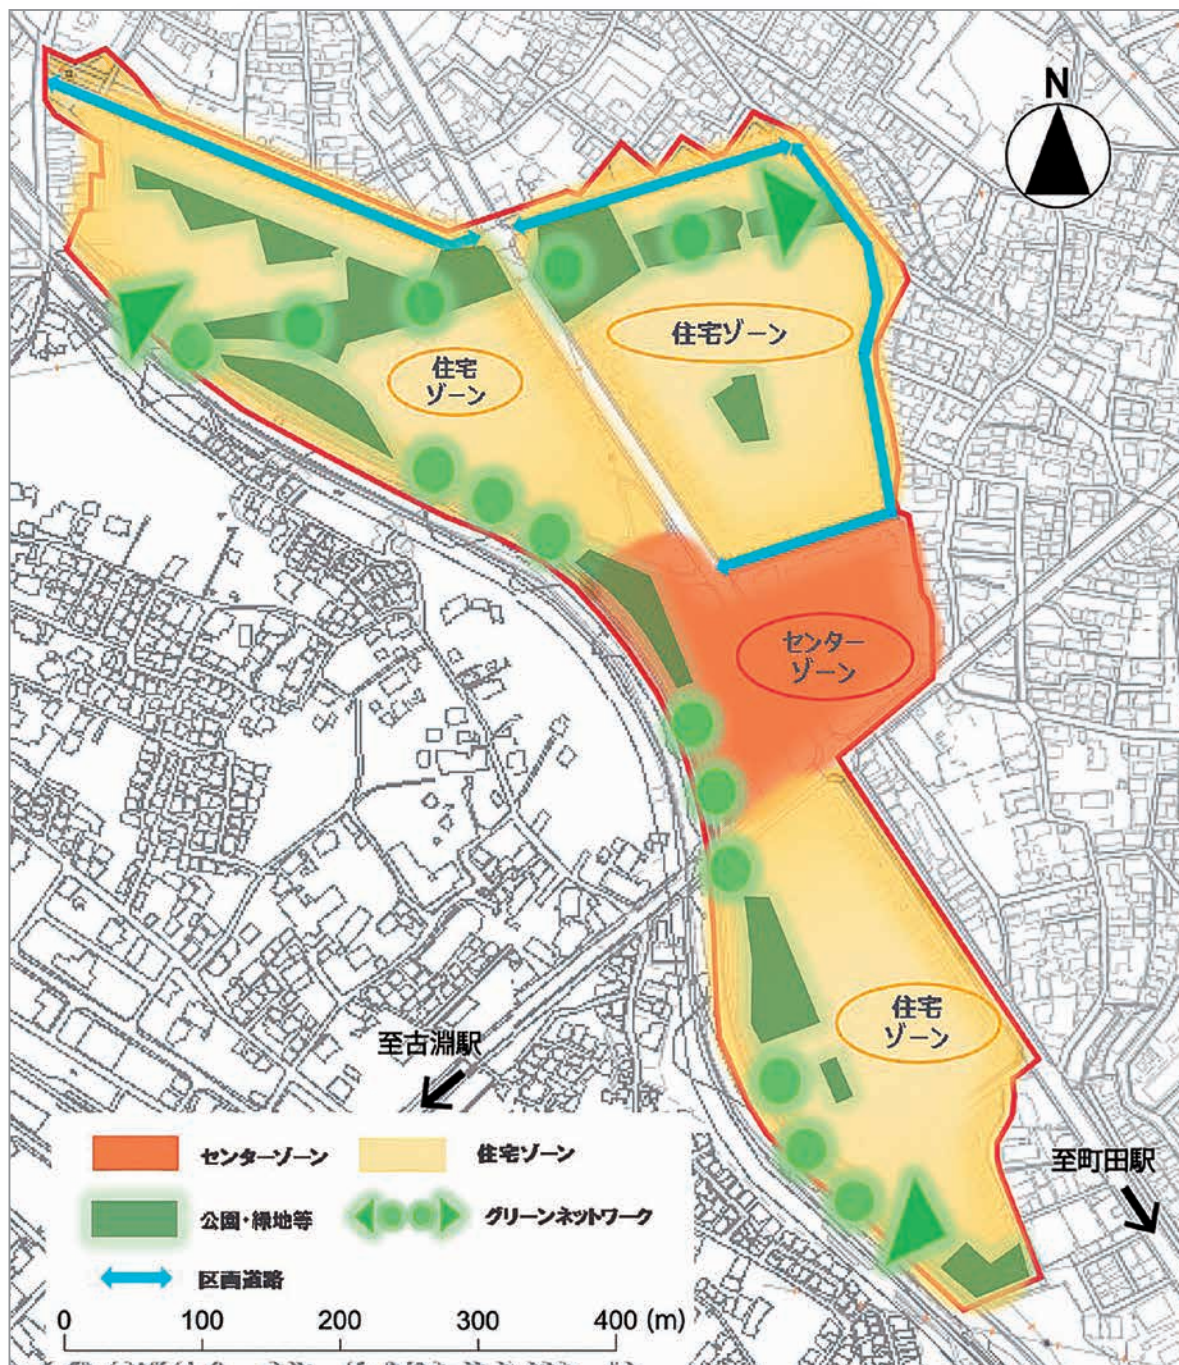 N
住宅ゾーン
住宅
ゾーン
センター
ゾーン
住宅
ゾーン
至古淵駅
至町田駅
センターゾーン
住宅ゾーン
公園・緑地等
グリーンネットワーク
区画道路
0 100 200 300 400 (m)